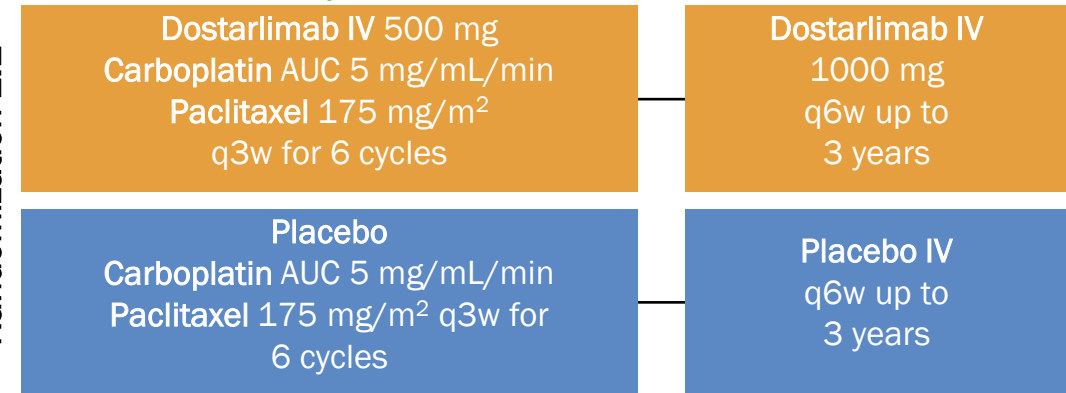 Dostarlimab IV 500 mg
Carboplatin AUC 5 mg/mL/min
Paclitaxel 175 mg/m²
q3w for 6 cycles
Dostarlimab IV
1000 mg
q6w up to
3 years
Placebo
Carboplatin AUC 5 mg/mL/min
Paclitaxel 175 mg/m² q3w for
6 cycles
Placebo IV
q6w up to
3 years